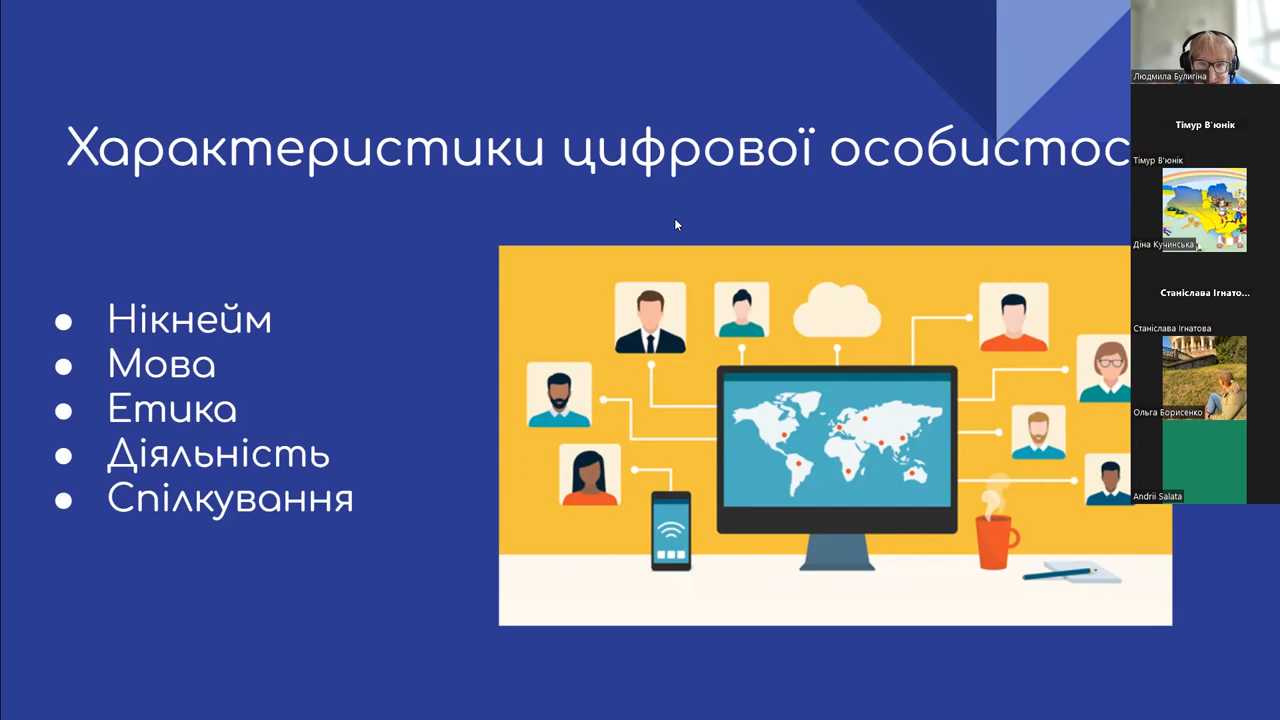 Характеристики цифрової особистос
Нікнейм
Мова
Етика
Діяльність
Спілкування
Людмила Булигіна
Тімур В'юнік
Тімур В'юнік
Діна Кучинська
Станіслава Ігнато...
Станіслава Ігнатова
Ольга Борисенко
Andrii Salata